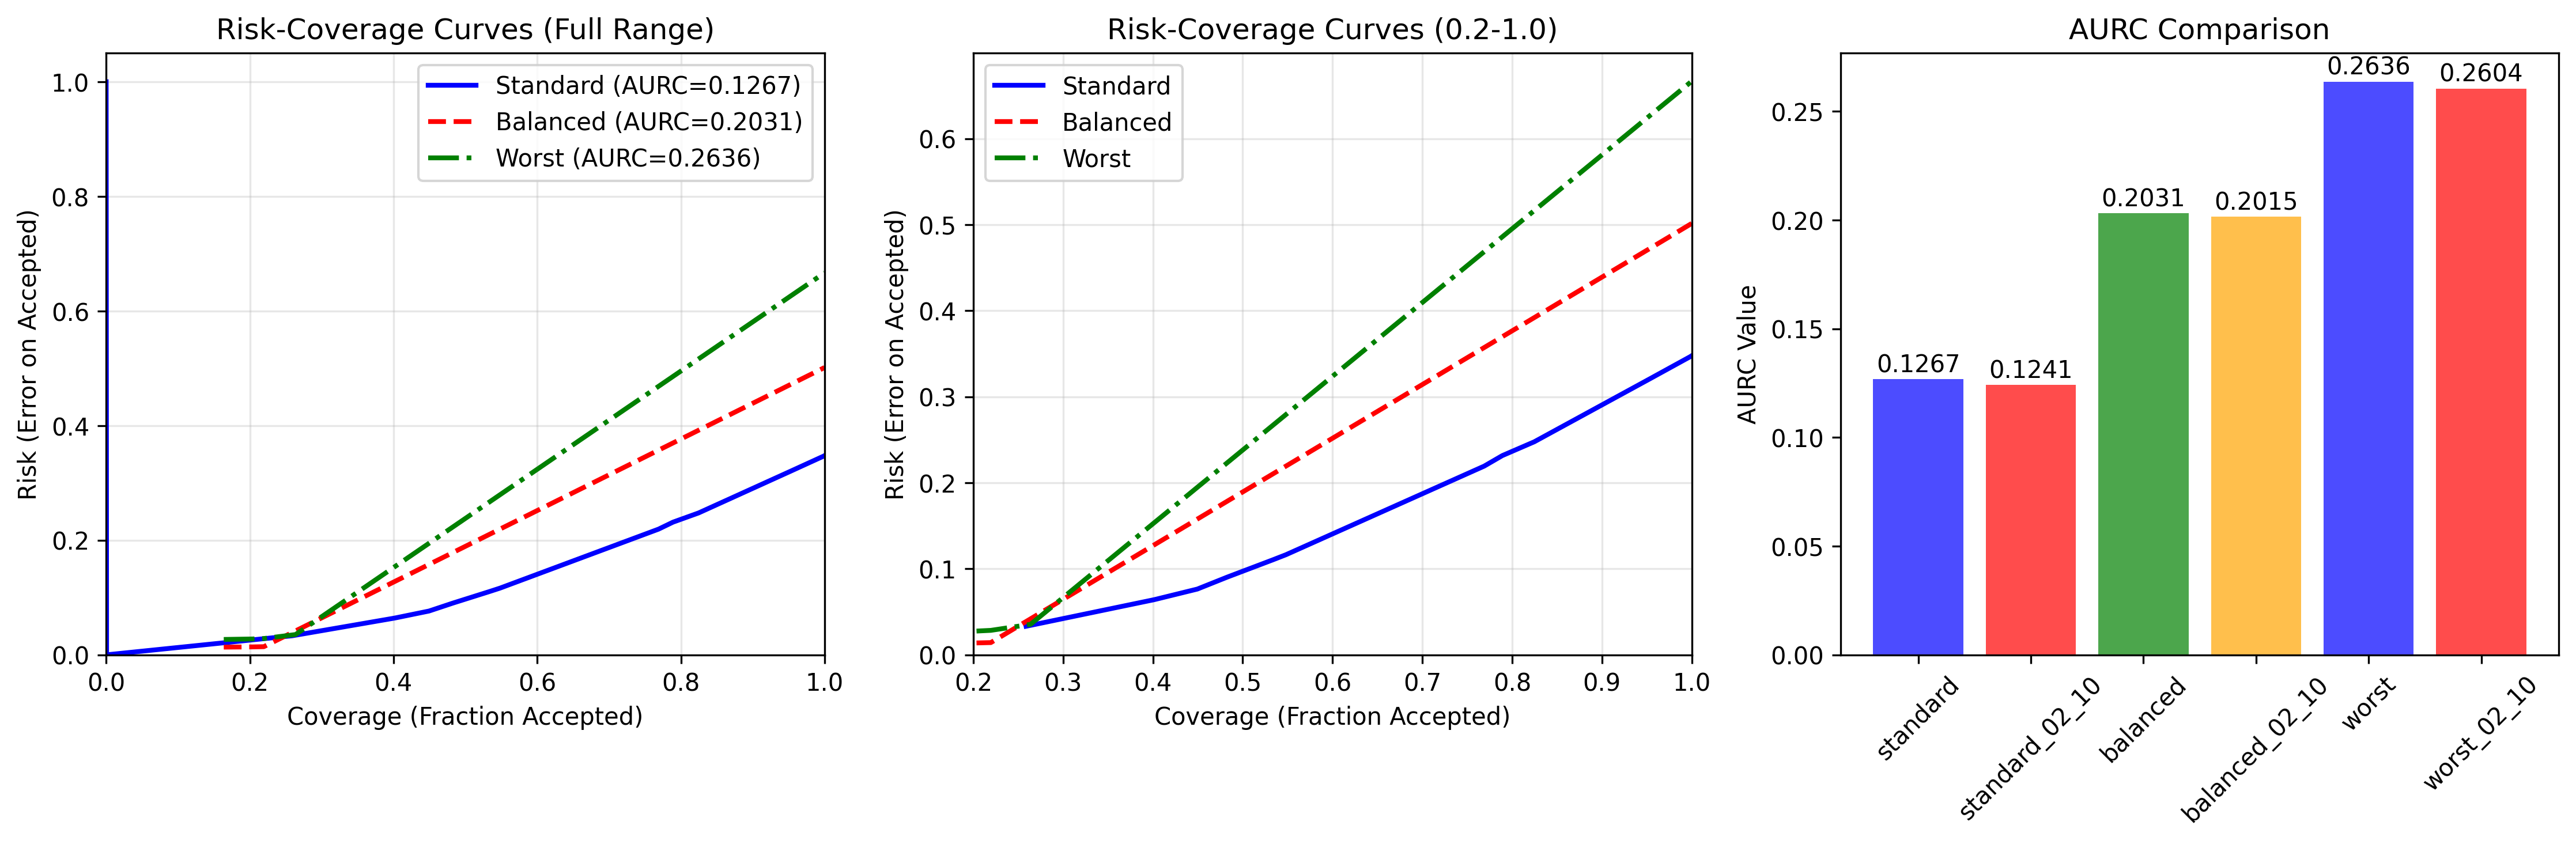 Risk-Coverage Curves (Full Range)
Standard (AURC=0.1267)
Balanced (AURC=0.2031)
Worst (AURC=0.2636)
Risk (Error on Accepted)
1.0
0.8
0.6
0.4
0.2
0.0
0.0 0.2 0.4 0.6 0.8 1.0
Coverage (Fraction Accepted)
Risk-Coverage Curves (0.2-1.0)
Standard
Balanced
Worst
Risk (Error on Accepted)
0.6
0.5
0.4
0.3
0.2
0.1
0.0
0.2 0.3 0.4 0.5 0.6 0.7 0.8 0.9 1.0
Coverage (Fraction Accepted)
AURC Comparison
AURC Value
0.25
0.20
0.15
0.10
0.05
0.00
0.1267 0.1241 0.2031 0.2015 0.2636 0.2604
standard standard_02_10 balanced balanced_02_10 worst worst_02_10